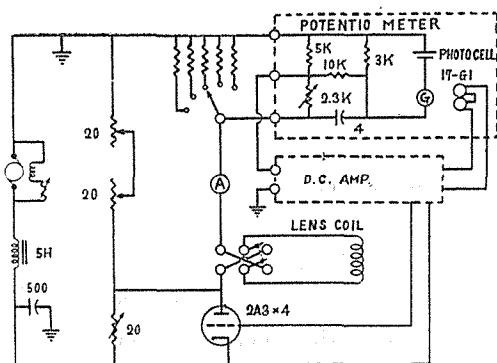 POTENTIO METER
5K
10K
3K
PHOTOCELL
17-G1
2.3K
4
G
20
20
A
D.C. AMP.
LENS COIL
5H
500
20
2A3×4